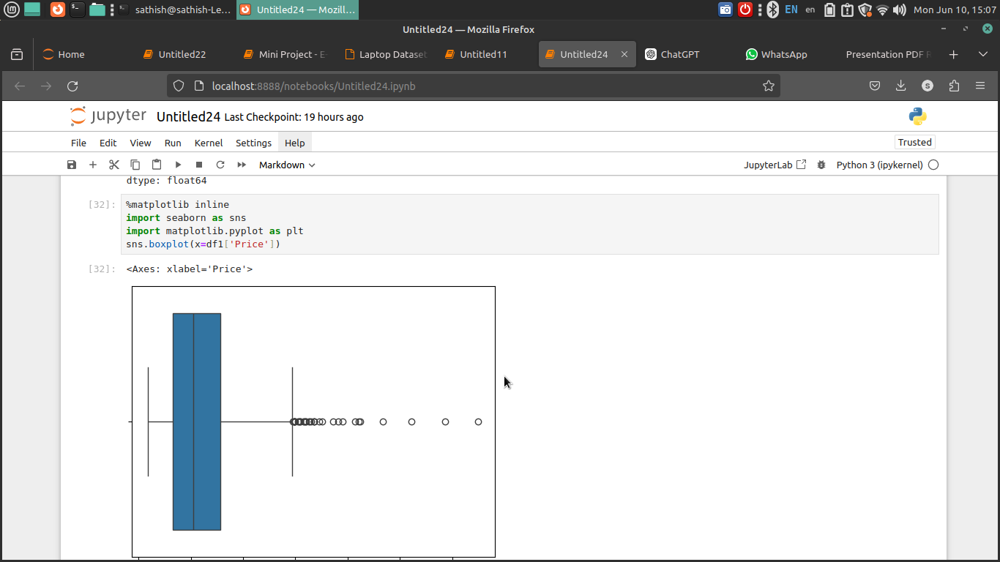 sathish@sathish-Le... Untitled24 — Mozill... EN en Mon Jun 10, 15:07
Untitled24 — Mozilla Firefox
Home Untitled22 Mini Project - E Laptop Dataset Untitled11 Untitled24 ChatGPT WhatsApp Presentation PDF
localhost:8888/notebooks/Untitled24.ipynb S
jupyter Untitled24 Last Checkpoint: 19 hours ago
File Edit View Run Kernel Settings Help Trusted
Markdown JupyterLab Python 3 (ipykernel)
dtype: float64
[32]: %matplotlib inline
import seaborn as sns
import matplotlib.pyplot as plt
sns.boxplot(x=df1['Price'])
[32]: <Axes: xlabel='Price'>